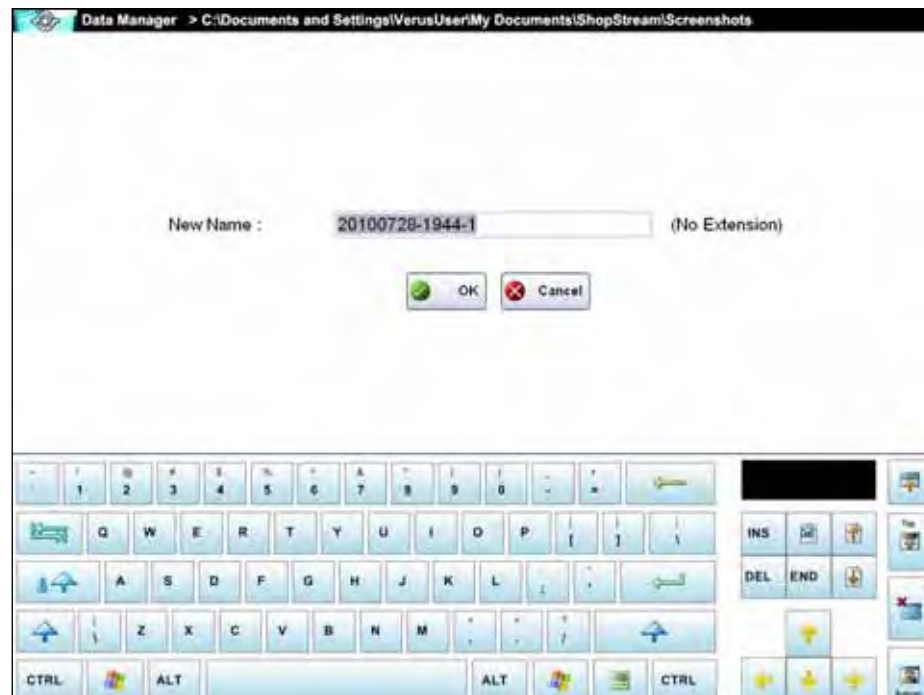 Data Manager > C:\Documents and Settings\VerusUser\My Documents\ShopStream\Screenshots
New Name : 20100728-1944-1 (No Extension)
OK Cancel
1 2 3 4 5 6 7 8 9 0 - =
Q W E R T Y U I O P [ ] \
INS
A S D F G H J K L ;
DEL END
\ Z X C V B N M , . /
CTRL ALT ALT CTRL